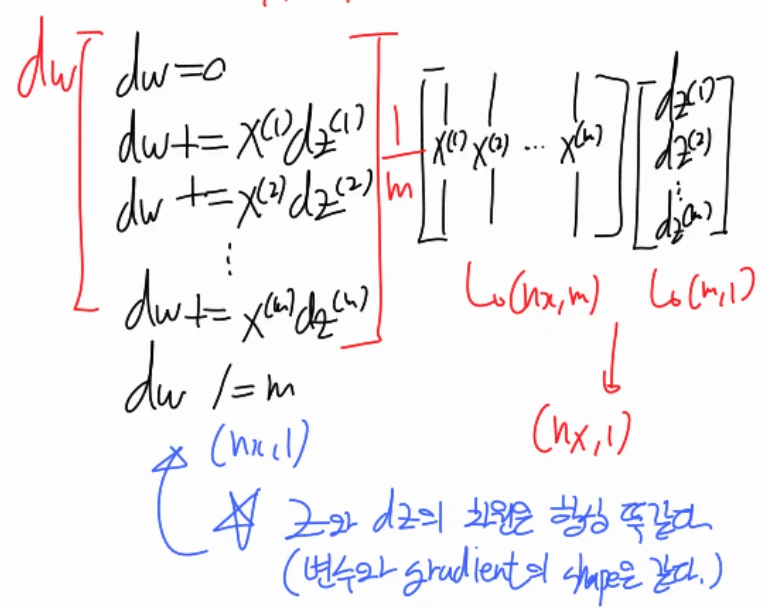 dw
dw=0
dw+= x^(1)dz^(1)
dw += x^(2)dz^(2)
⋮
dw+= x^(m)dz^(m)
dw /=m
1/m
x^(1) x^(2) ... x^(m)
dz^(1)
dz^(2)
⋮
dz^(m)
↳(nx,m) ↳(m,1)
↓
(nx,1)
(nx,1)
☆ z와 dz의 차원은 항상 똑같다.
(변수와 gradient의 shape은 같다.)